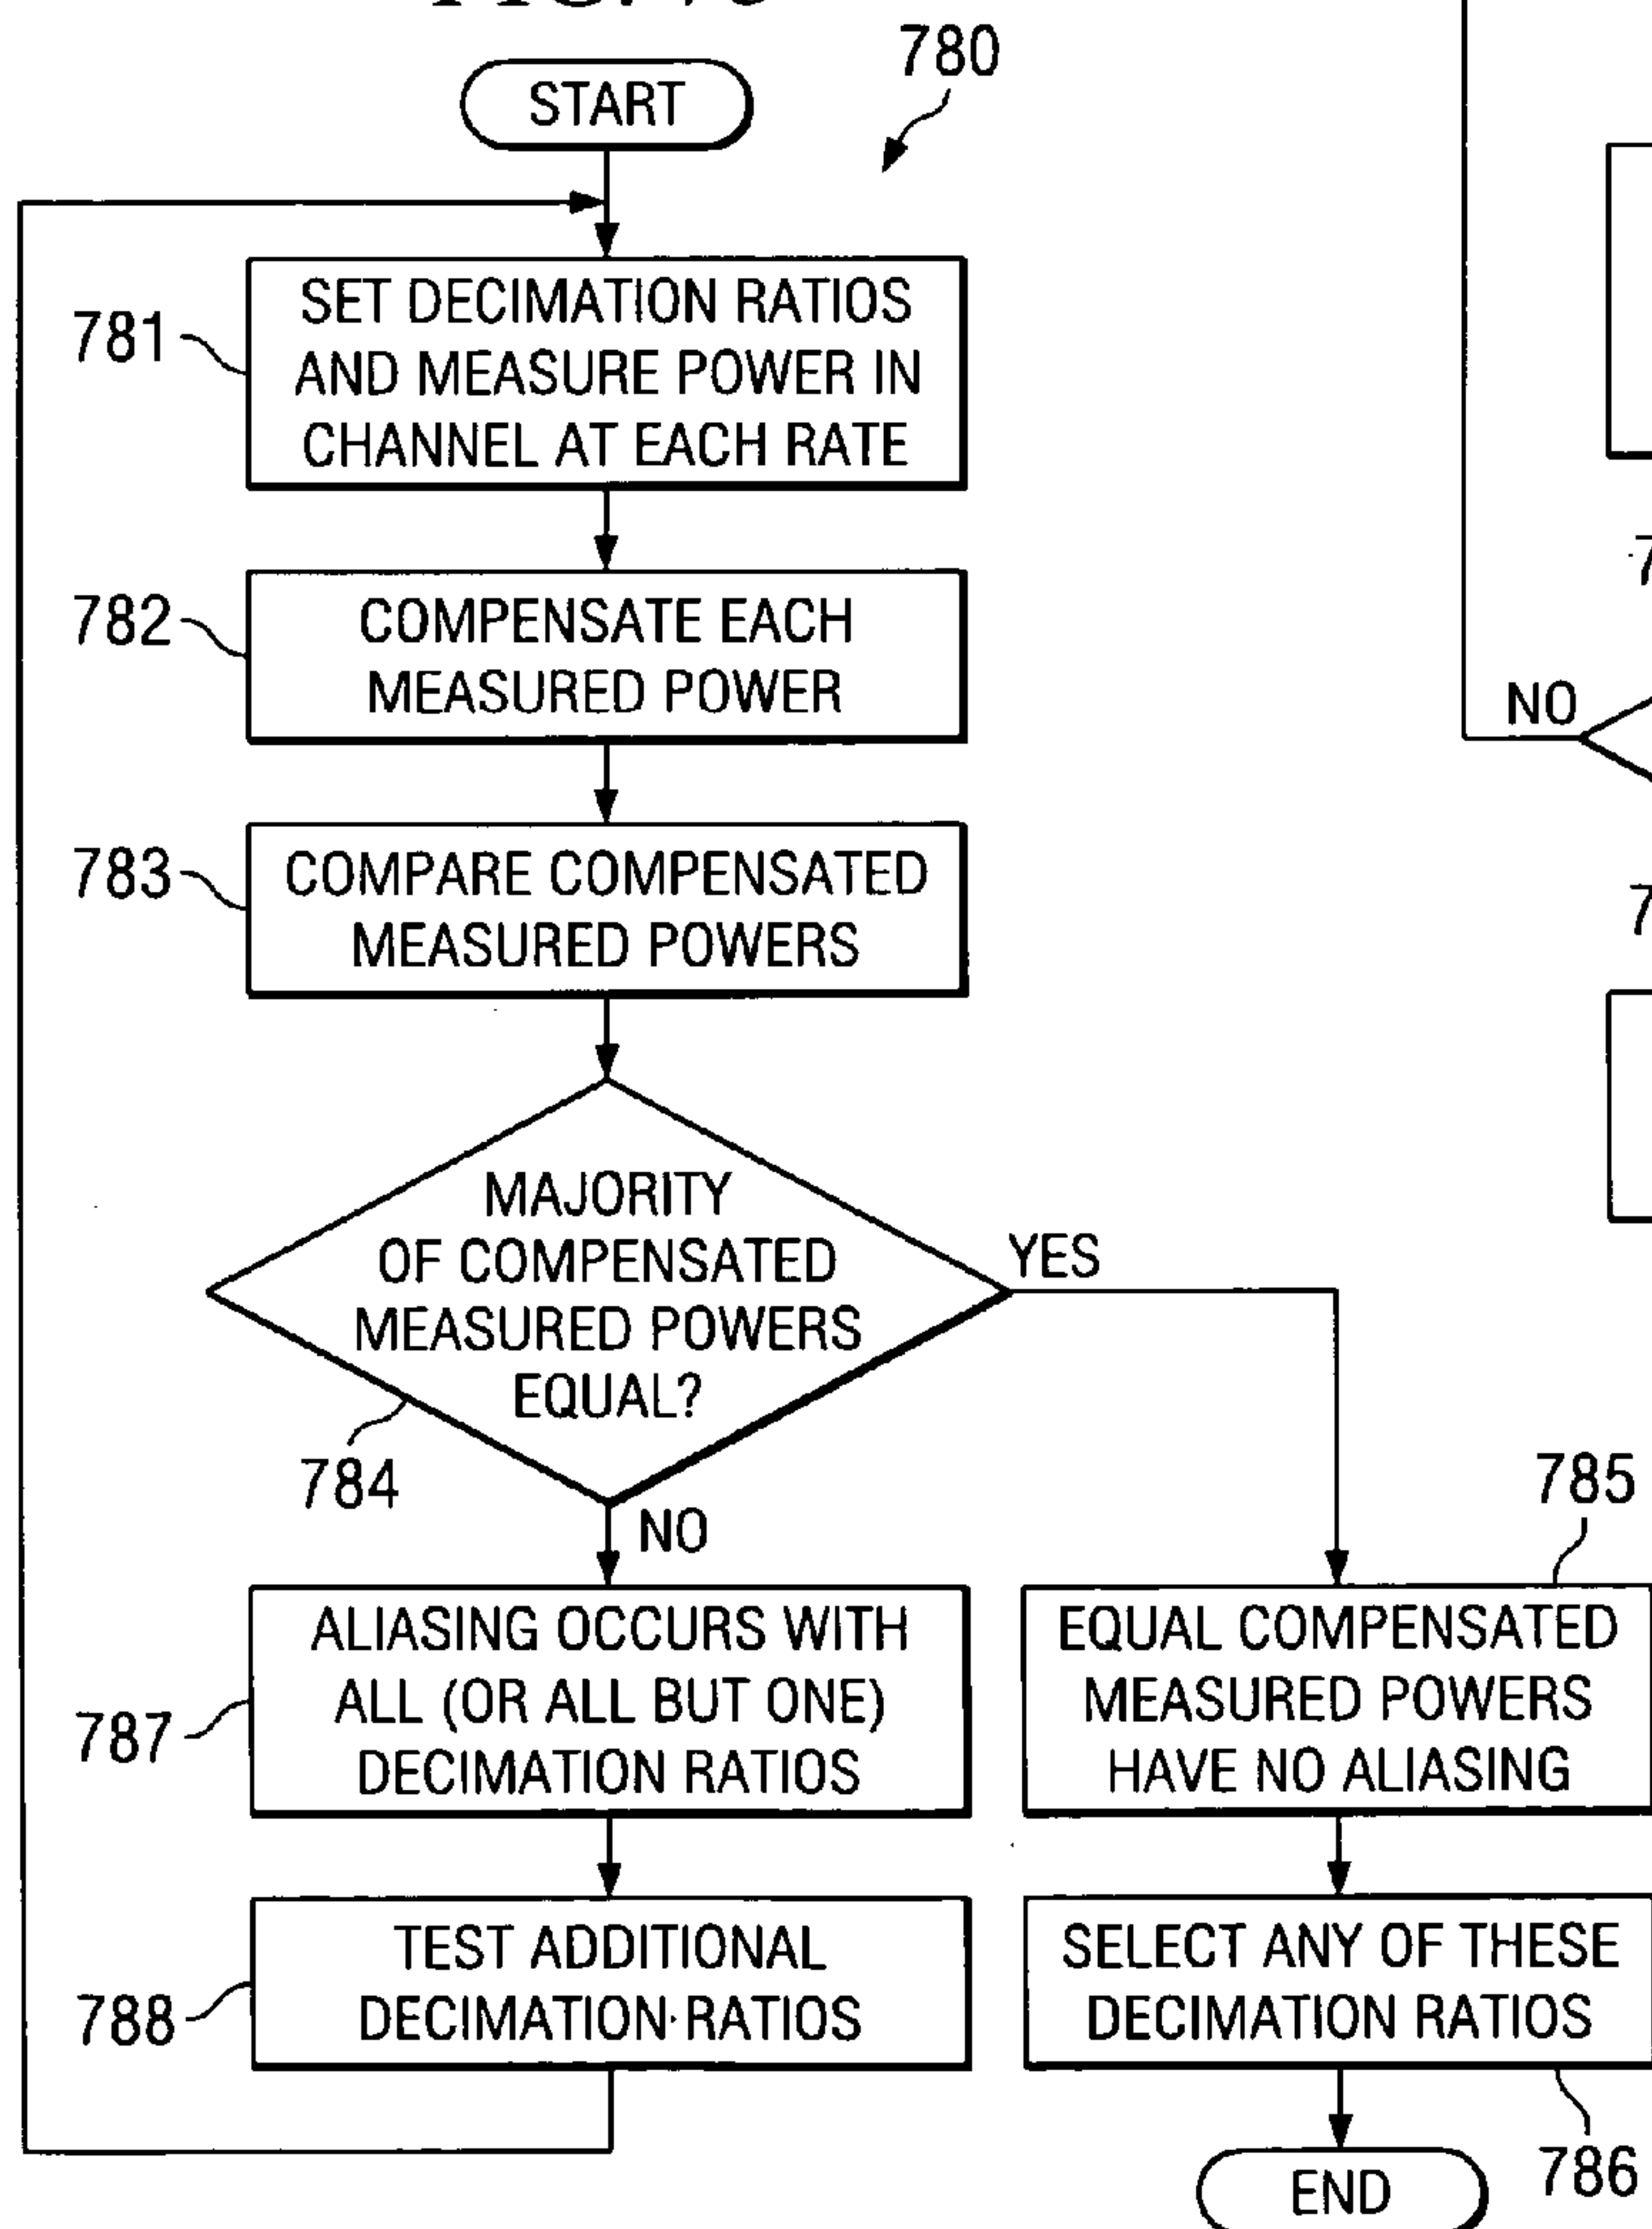 780
START
781
SET DECIMATION RATIOS
AND MEASURE POWER IN
CHANNEL AT EACH RATE
782
COMPENSATE EACH
MEASURED POWER
NO
783
COMPARE COMPENSATED
MEASURED POWERS
MAJORITY
OF COMPENSATED
MEASURED POWERS
EQUAL?
YES
784
NO
785
787
ALIASING OCCURS WITH
ALL (OR ALL BUT ONE)
DECIMATION RATIOS
EQUAL COMPENSATED
MEASURED POWERS
HAVE NO ALIASING
788
TEST ADDITIONAL
DECIMATION RATIOS
SELECT ANY OF THESE
DECIMATION RATIOS
786
END